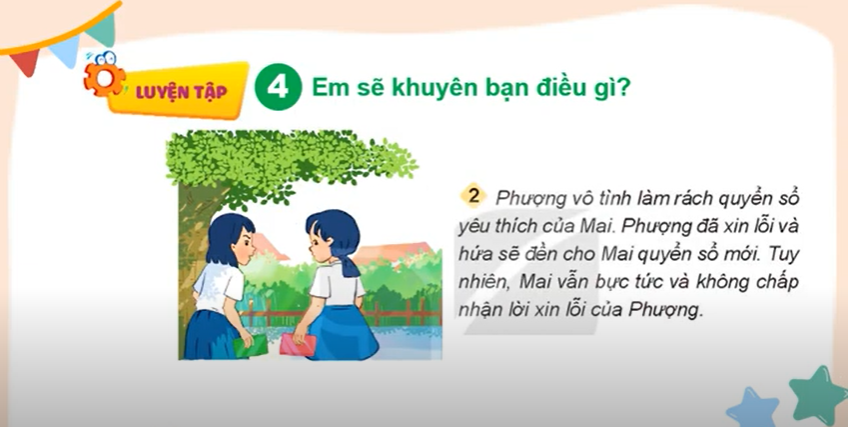 LUYỆN TẬP
4 Em sẽ khuyên bạn điều gì?
2 Phượng vô tình làm rách quyển sổ
yêu thích của Mai. Phượng đã xin lỗi và
hứa sẽ đền cho Mai quyển sổ mới. Tuy
nhiên, Mai vẫn bực tức và không chấp
nhận lời xin lỗi của Phượng.